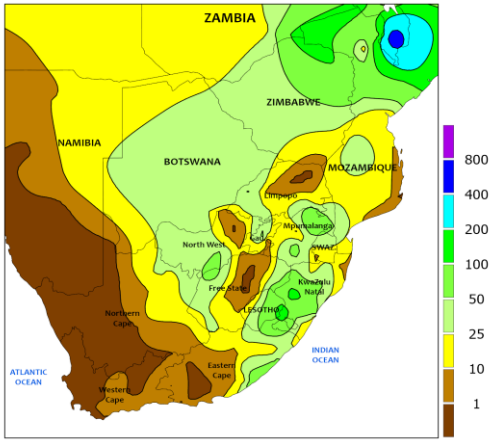 ZAMBIA
ZIMBABWE
NAMIBIA
BOTSWANA
MOZAMBIQUE
Limpopo
Mpumalanga
North West
SWAZ
Free State
KwaZulu
Natal
LESOTHO
Northern
Cape
INDIAN
OCEAN
ATLANTIC
OCEAN
Eastern
Cape
Western
Cape
800
400
200
100
50
25
10
1